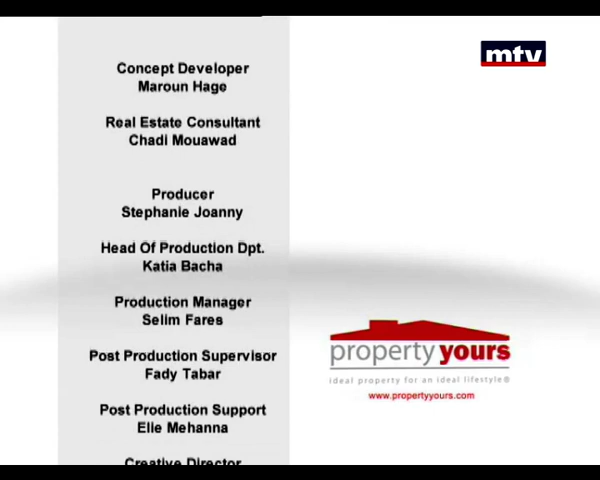 mtv
Concept Developer
Maroun Hage
Real Estate Consultant
Chadi Mouawad
Producer
Stephanie Joanny
Head Of Production Dpt.
Katia Bacha
Production Manager
Selim Fares
Post Production Supervisor
Fady Tabar
Post Production Support
Elie Mehanna
Creative Director
property yours
ideal property for an ideal lifestyle®
www.propertyyours.com